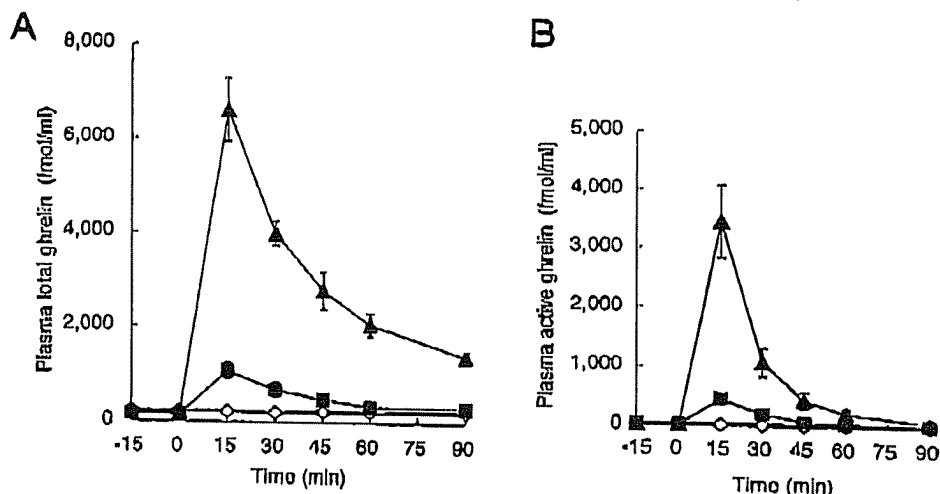 A
Plasma total ghrelin (fmol/ml)
8,000
6,000
4,000
2,000
0
-15 0 15 30 45 60 75 90
Timo (min)
B
Plasma active ghrelin (fmol/ml)
5,000
4,000
3,000
2,000
1,000
0
-15 0 15 30 45 60 75 90
Timo (min)